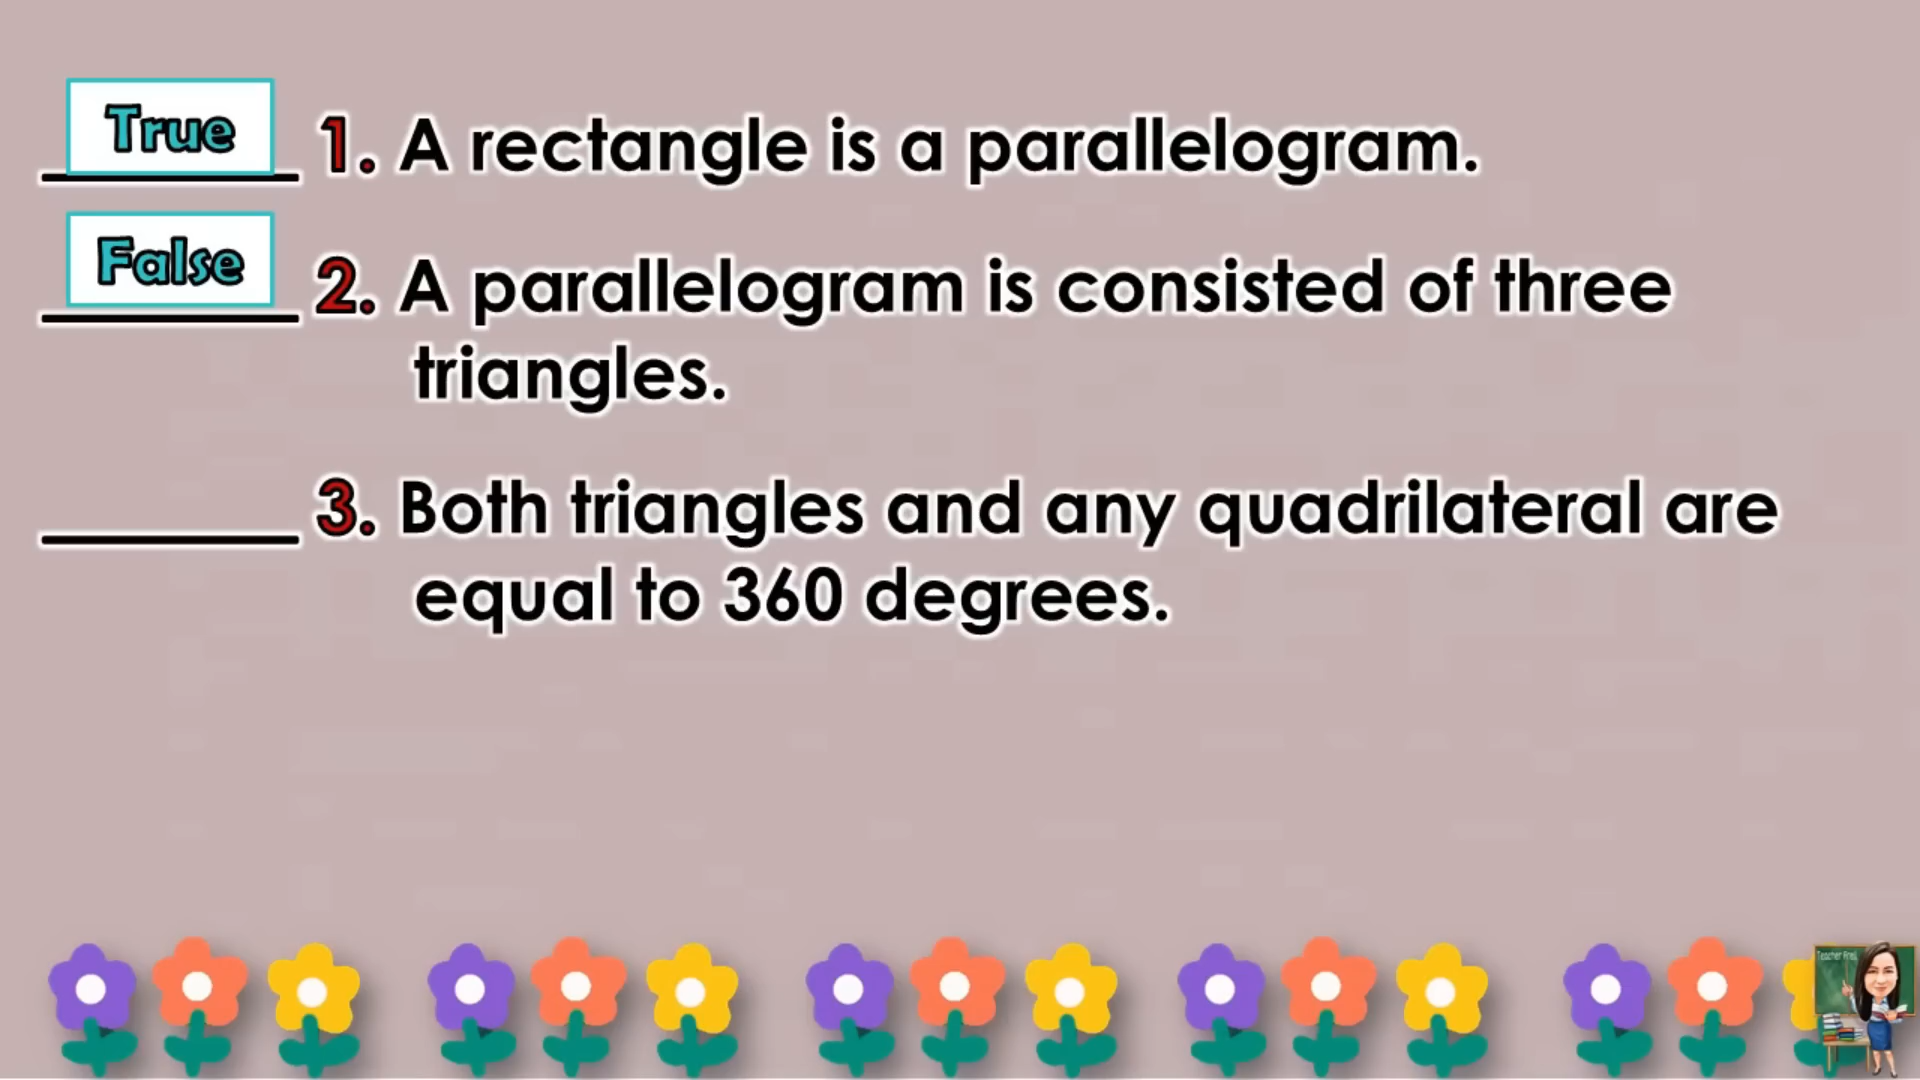 True 1. A rectangle is a parallelogram.
False 2. A parallelogram is consisted of three
triangles.
3. Both triangles and any quadrilateral are
equal to 360 degrees.